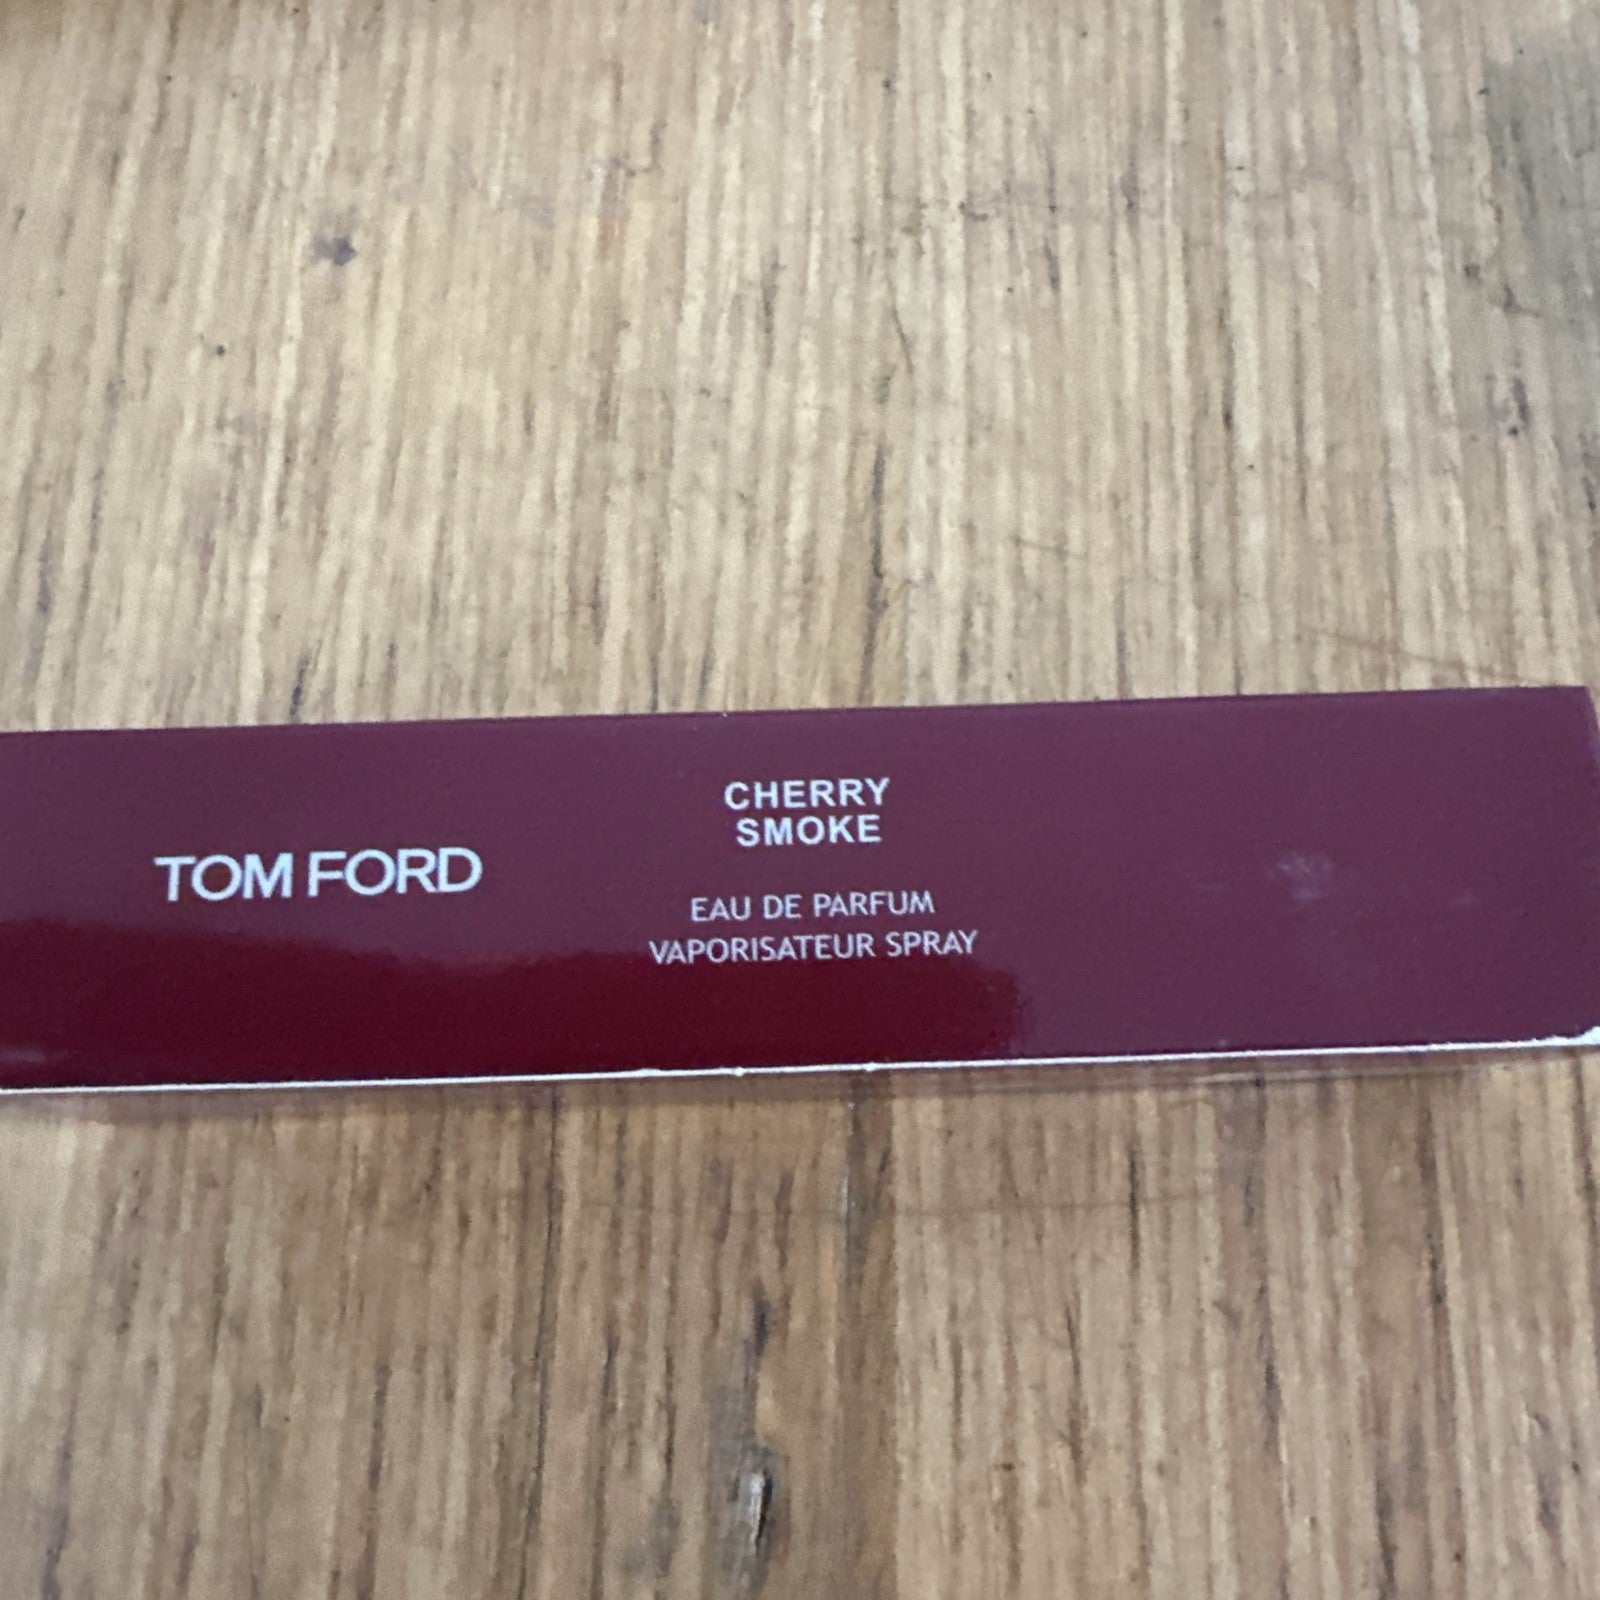 TOM FORD
CHERRY
SMOKE
EAU DE PARFUM
VAPORISATEUR SPRAY